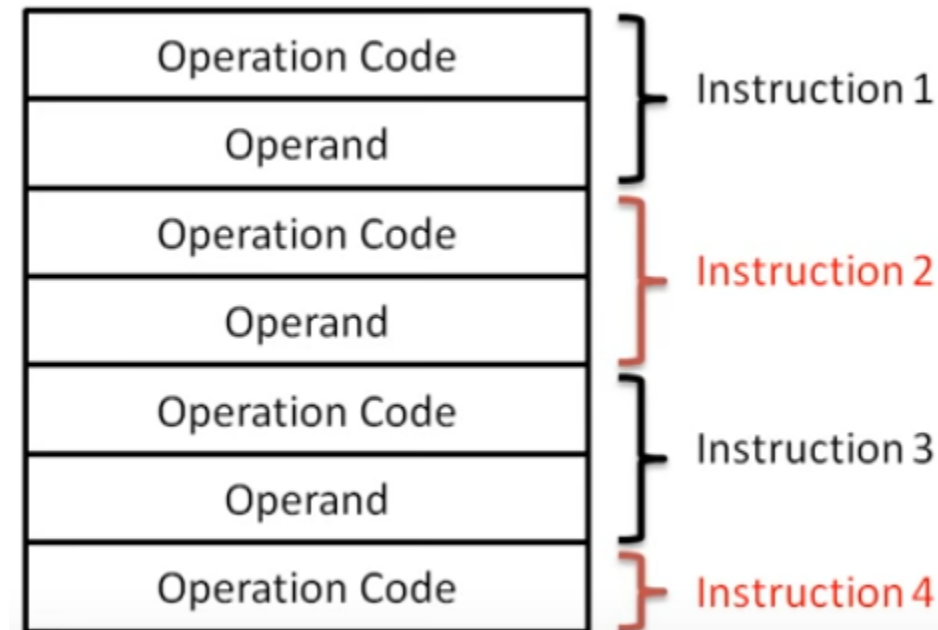 Operation Code
Instruction 1
Operand
Operation Code
Instruction 2
Operand
Operation Code
Instruction 3
Operand
Operation Code
Instruction 4